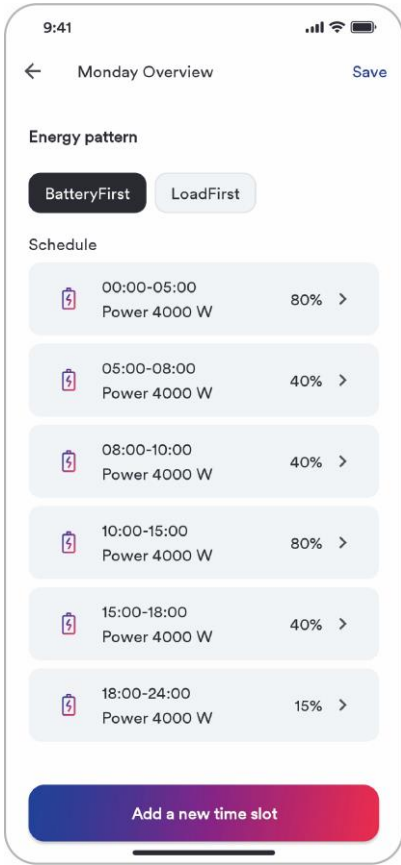 9:41
Monday Overview
Save
Energy pattern
BatteryFirst
LoadFirst
Schedule
00:00-05:00
Power 4000 W
80%
05:00-08:00
Power 4000 W
40%
08:00-10:00
Power 4000 W
40%
10:00-15:00
Power 4000 W
80%
15:00-18:00
Power 4000 W
40%
18:00-24:00
Power 4000 W
15%
Add a new time slot